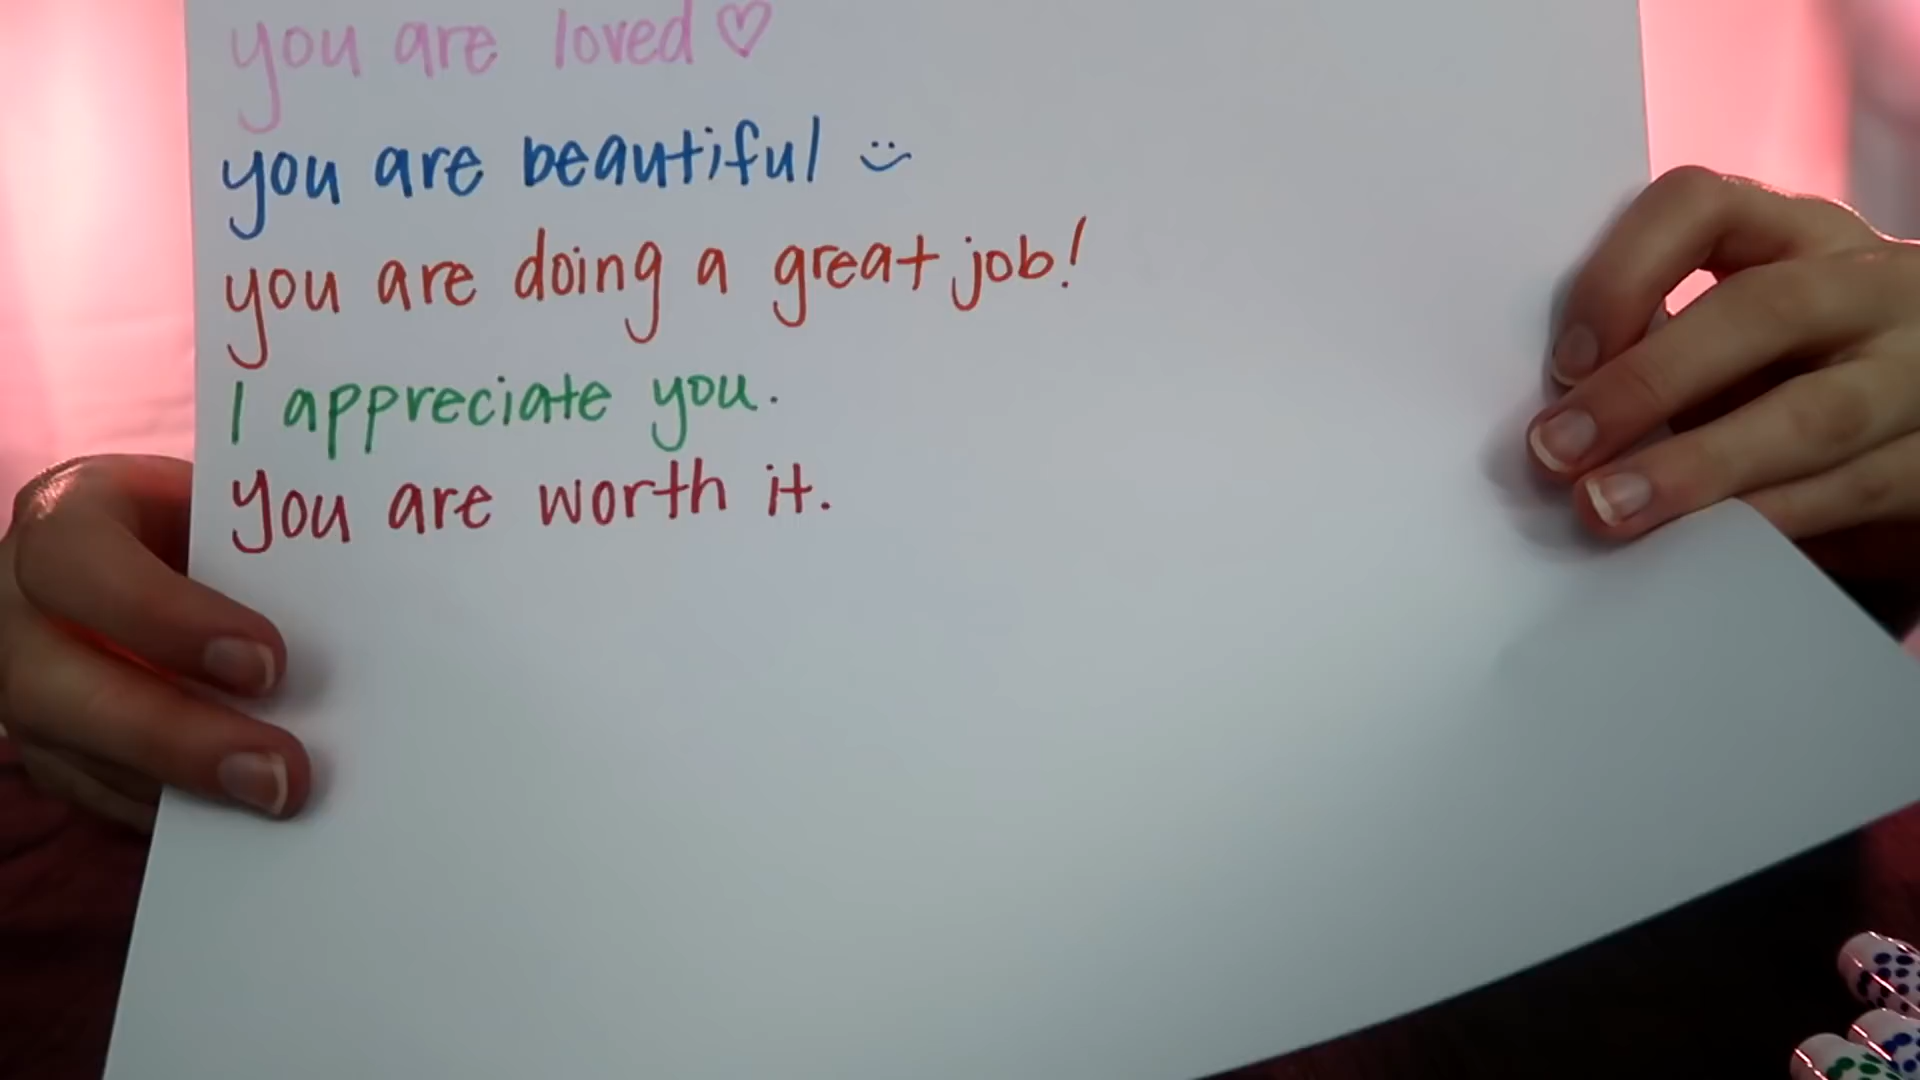 you are loved ♡
you are beautiful :)
you are doing a great job!
I appreciate you.
You are worth it.